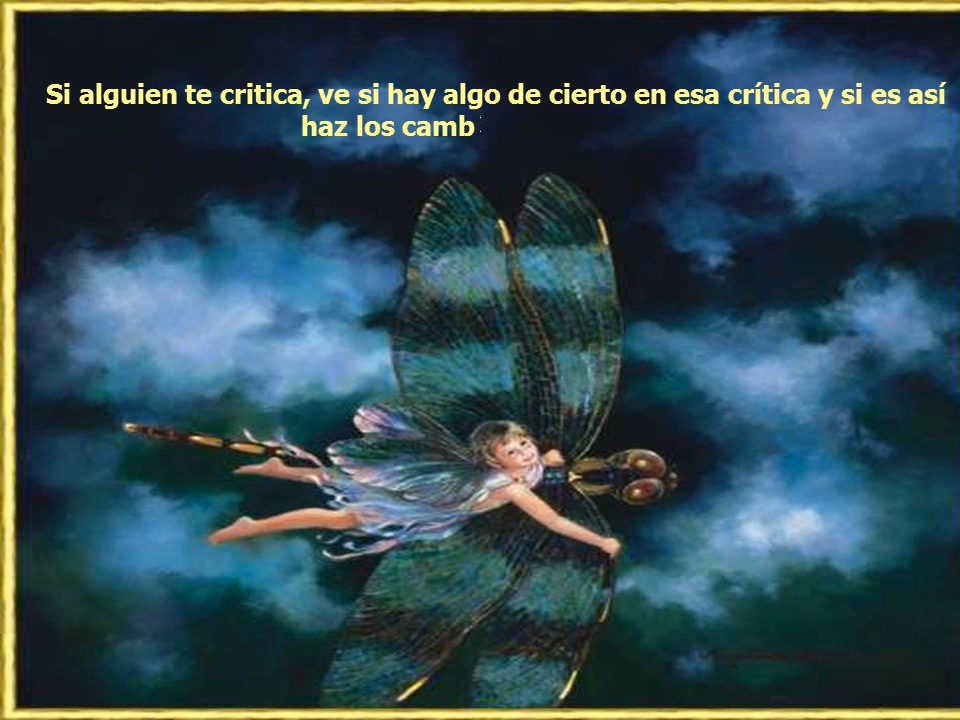 Si alguien te critica, ve si hay algo de cierto en esa crítica y si es así
haz los camb